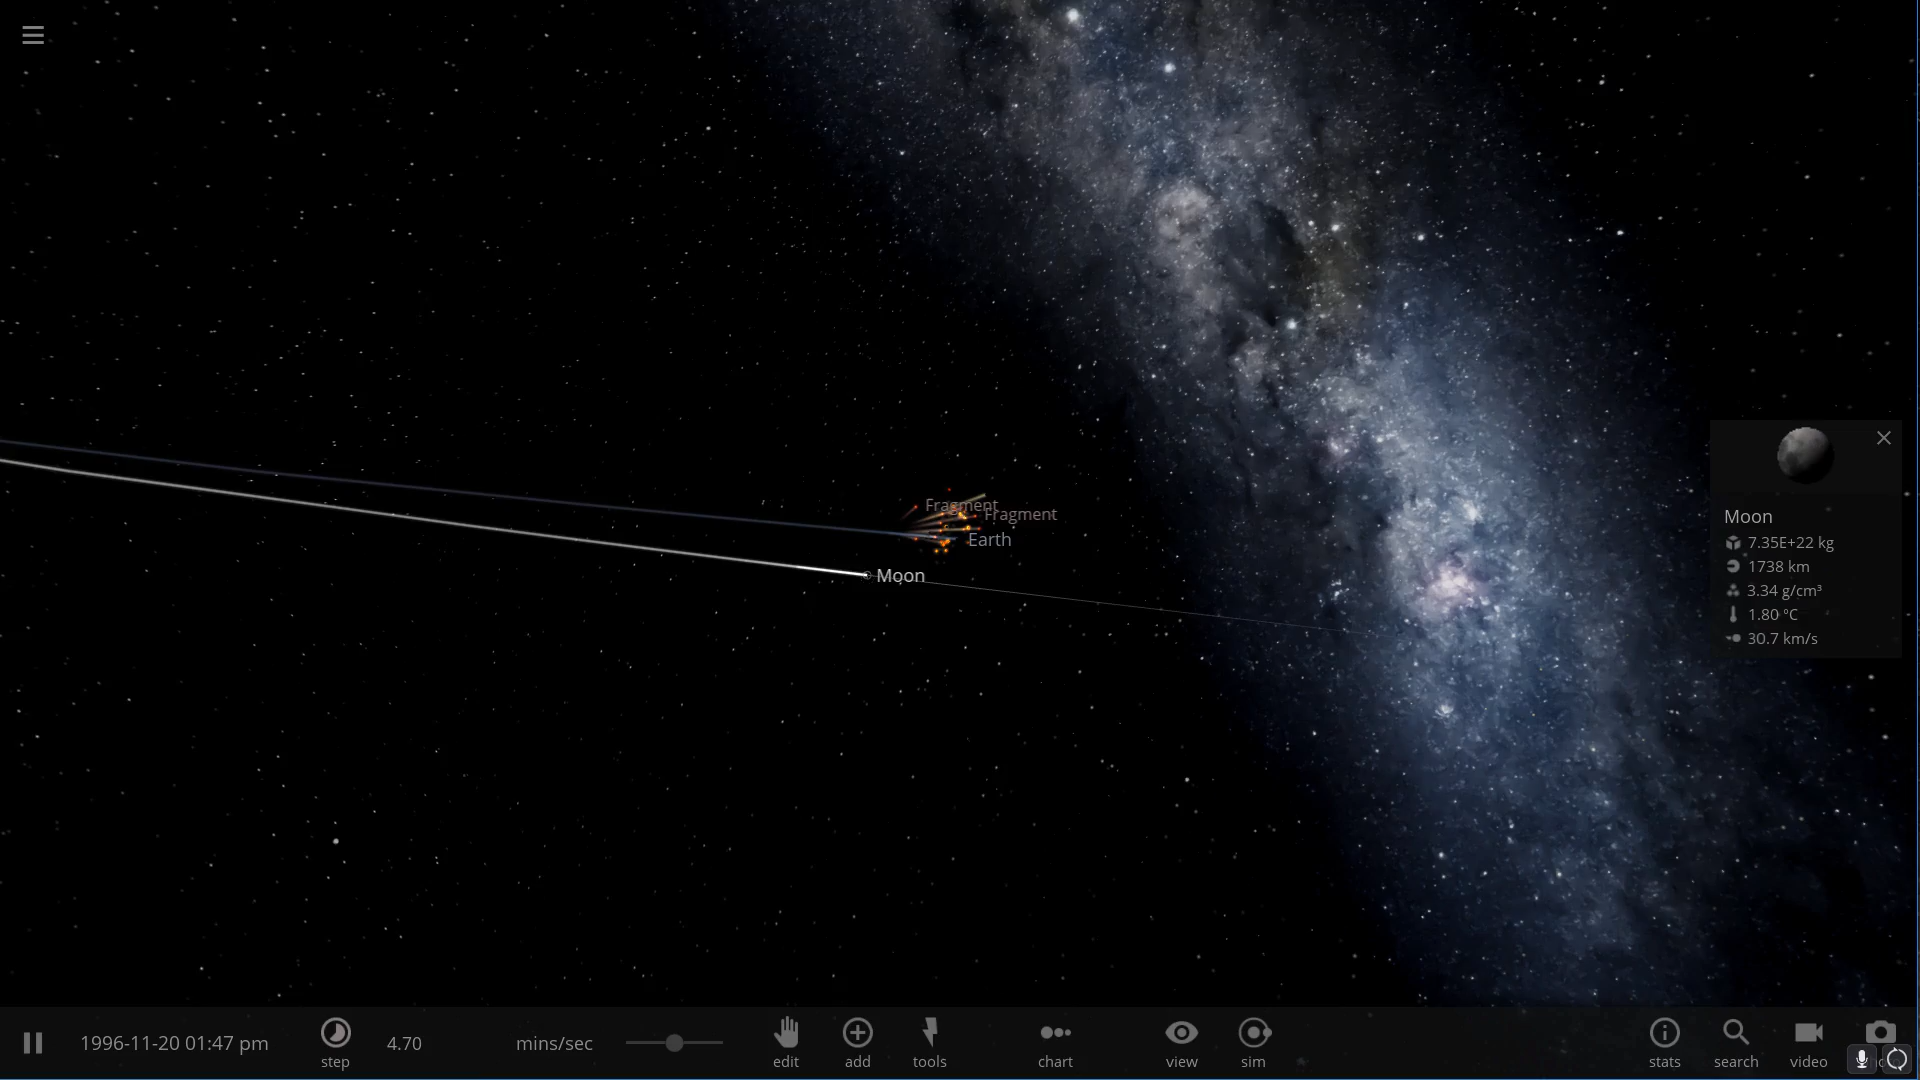 Fragment
Fragment
Earth
Moon
Moon
7.35E+22 kg
1738 km
3.34 g/cm³
1.80 °C
30.7 km/s
1996-11-20 01:47 pm
step
4.70
mins/sec
edit
add
tools
chart
view
sim
stats
search
video